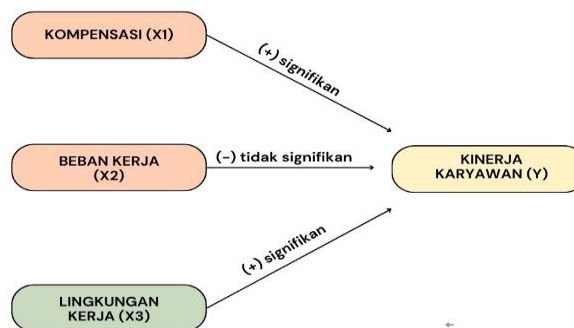 KOMPENSASI (X1)
(+) signifikan
BEBAN KERJA
(X2)
(-) tidak signifikan
KINERJA
KARYAWAN (Y)
(+) signifikan
LINGKUNGAN
KERJA (X3)